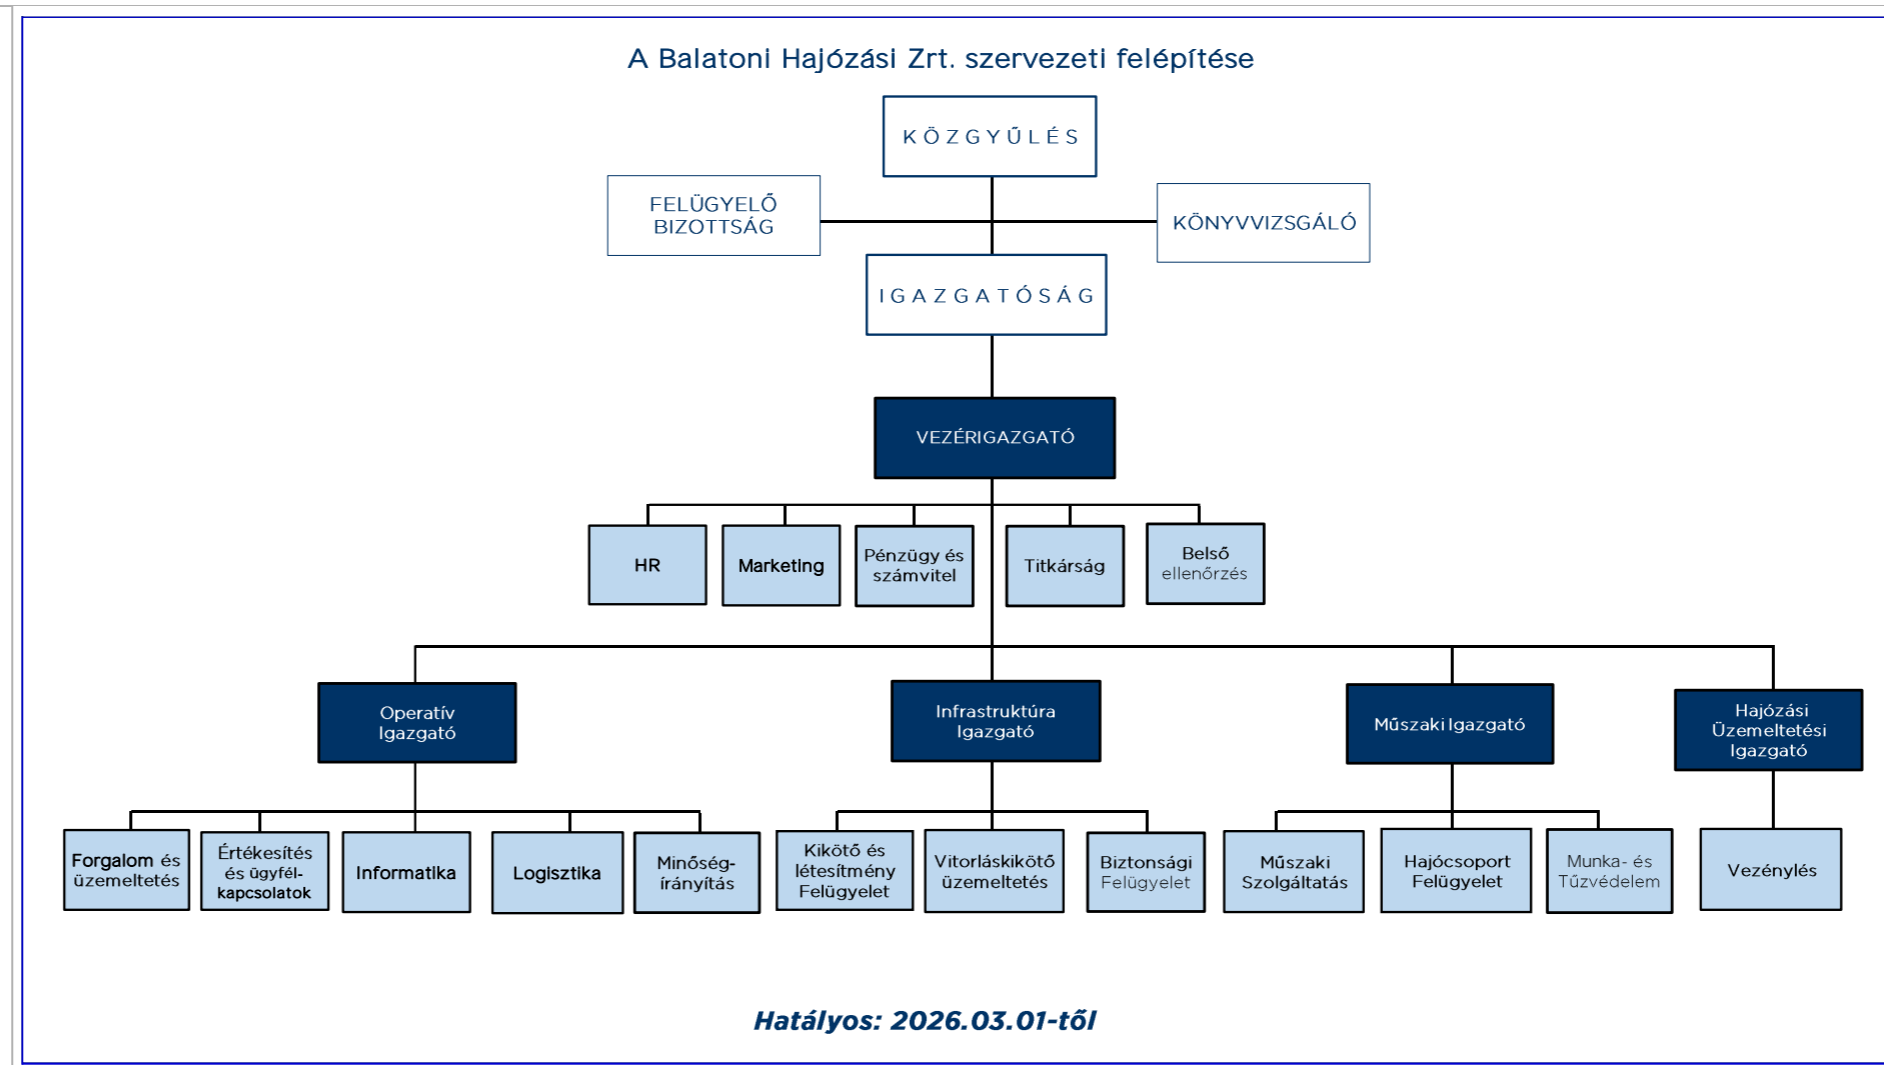 A Balatoni Hajózási Zrt. szervezeti felépítése
KÖZGYŰLÉS
FELÜGYELŐ
BIZOTTSÁG
KÖNYVVIZSGÁLÓ
IGAZGATÓSÁG
VEZÉRIGAZGATÓ
HR
Marketing
Pénzügy és
számvitel
Titkárság
Belső
ellenőrzés
Operatív
Igazgató
Infrastruktúra
Igazgató
Műszaki Igazgató
Hajózási
Üzemeltetési
Igazgató
Forgalom és
üzemeltetés
Értékesítés
és ügyfél-
kapcsolatok
Informatika
Logisztika
Minőség-
írányítás
Kikötő és
létesítmény
Felügyelet
Vitorláskikötő
üzemeltetés
Biztonsági
Felügyelet
Műszaki
Szolgáltatás
Hajócsoport
Felügyelet
Munka- és
Tűzvédelem
Vezénylés
Hatályos: 2026.03.01-től